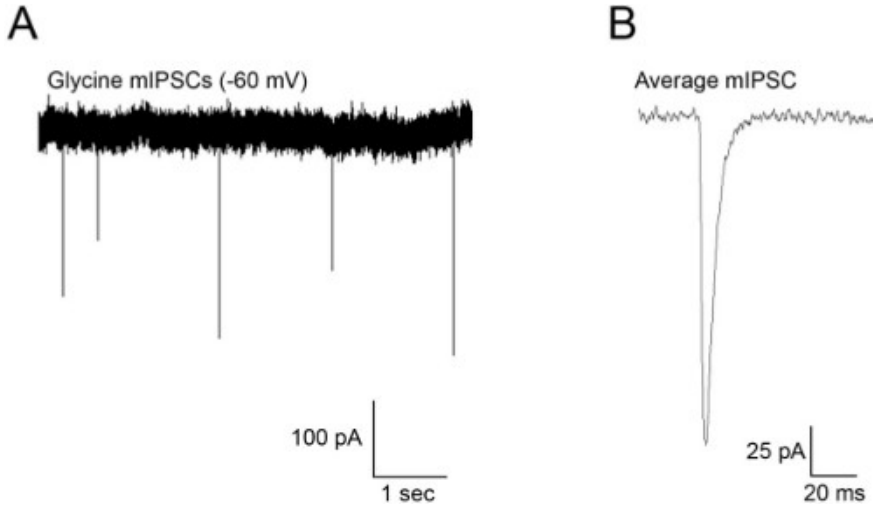 A
B
Glycine mIPSCs (-60 mV)
Average mIPSC
100 pA
1 sec
25 pA
20 ms